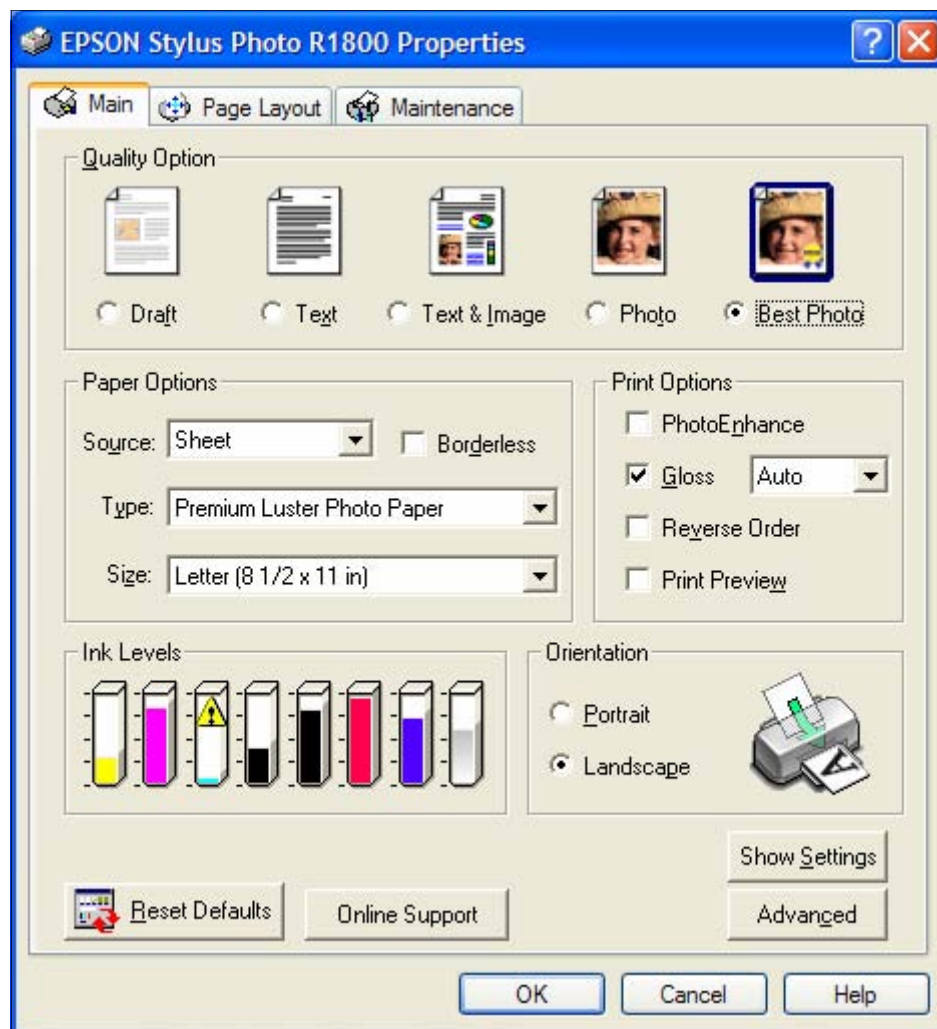 EPSON Stylus Photo R1800 Properties
Main
Page Layout
Maintenance
Quality Option
Draft
Text
Text & Image
Photo
Best Photo
Paper Options
Source: Sheet
Borderless
Type: Premium Luster Photo Paper
Size: Letter (8 1/2 x 11 in)
Print Options
PhotoEnhance
Gloss Auto
Reverse Order
Print Preview
Ink Levels
Orientation
Portrait
Landscape
Show Settings
Reset Defaults
Online Support
Advanced
OK
Cancel
Help